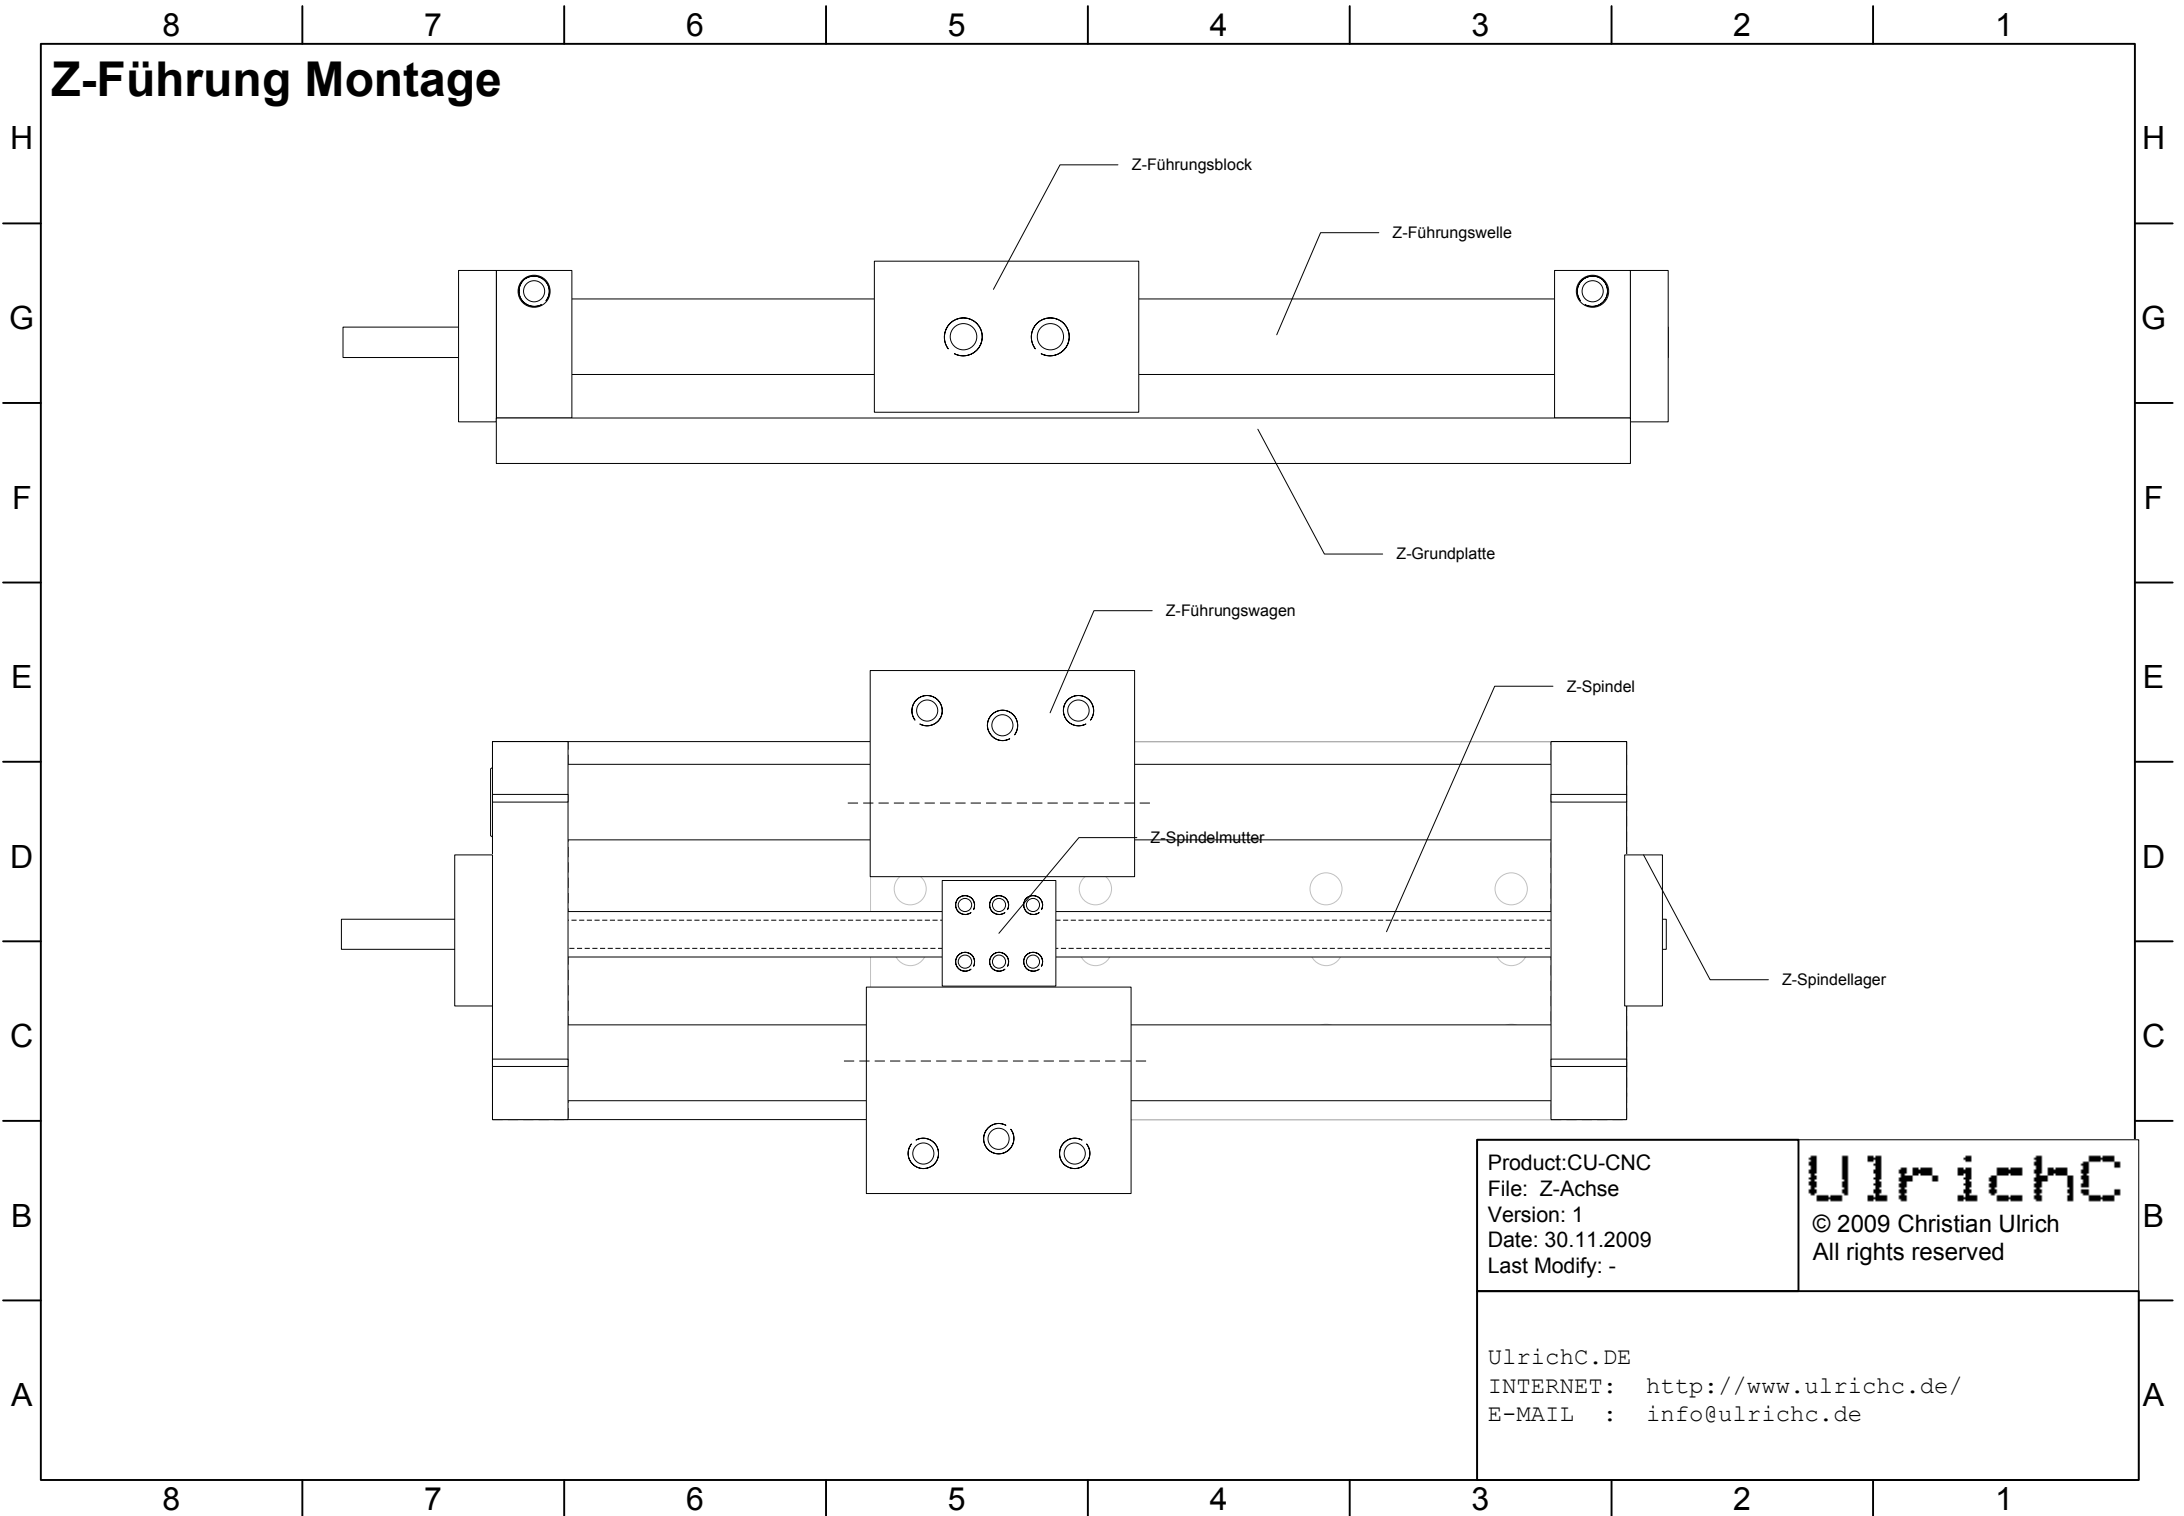 8 7 6 5 4 3 2 1
Z-Führung Montage
H H
Z-Führungsblock
Z-Führungswelle
G G
F F
Z-Grundplatte
Z-Führungswagen
E E
Z-Spindel
Z-Spindelmutter
D D
Z-Spindellager
C C
Product:CU-CNC
File: Z-Achse
Version: 1
Date: 30.11.2009
Last Modify: -
UlrichC
© 2009 Christian Ulrich
All rights reserved
B B
UlrichC.DE
INTERNET: http://www.ulrichc.de/
E-MAIL : info@ulrichc.de
A A
8 7 6 5 4 3 2 1